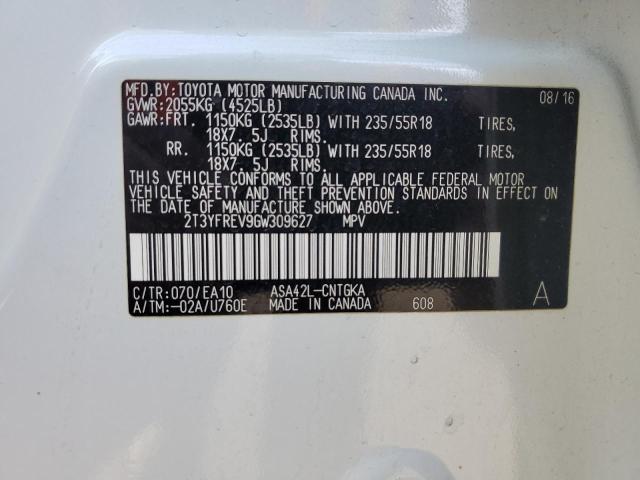 MFD.BY:TOYOTA MOTOR MANUFACTURING CANADA INC. 08/16
GVWR:2055KG (4525LB)
GAWR:FRT. 1150KG (2535LB) WITH 235/55R18 TIRES,
18X7.5J RIMS.
RR. 1150KG (2535LB) WITH 235/55R18 TIRES,
18X7.5J RIMS.
THIS VEHICLE CONFORMS TO ALL APPLICABLE FEDERAL MOTOR
VEHICLE SAFETY AND THEFT PREVENTION STANDARDS IN EFFECT ON
THE DATE OF MANUFACTURE SHOWN ABOVE.
2T3YFREV9GW309627 MPV
C/TR:070/EA10 ASA42L-CNTGKA
A/TM:-02A/U760E MADE IN CANADA 608 A